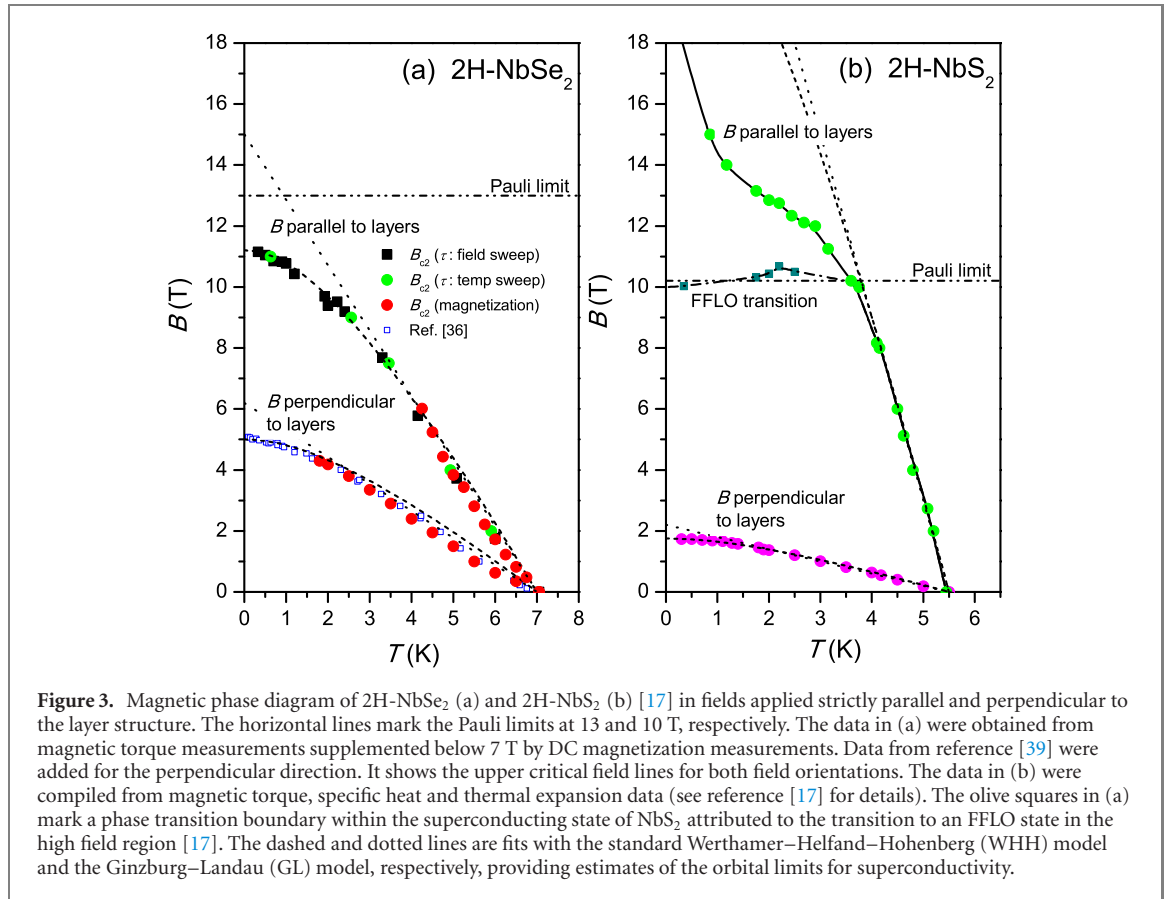 (a) 2H-NbSe2
B (T)
18
16
14
12
10
8
6
4
2
0
Pauli limit
B parallel to layers
Bc2 (τ: field sweep)
Bc2 (τ: temp sweep)
Bc2 (magnetization)
Ref. [36]
B perpendicular
to layers
0 1 2 3 4 5 6 7 8
T (K)
(b) 2H-NbS2
B (T)
18
16
14
12
10
8
6
4
2
0
B parallel to layers
Pauli limit
FFLO transition
B perpendicular
to layers
0 1 2 3 4 5 6
T (K)
Figure 3. Magnetic phase diagram of 2H-NbSe2 (a) and 2H-NbS2 (b) [17] in fields applied strictly parallel and perpendicular to
the layer structure. The horizontal lines mark the Pauli limits at 13 and 10 T, respectively. The data in (a) were obtained from
magnetic torque measurements supplemented below 7 T by DC magnetization measurements. Data from reference [39] were
added for the perpendicular direction. It shows the upper critical field lines for both field orientations. The data in (b) were
compiled from magnetic torque, specific heat and thermal expansion data (see reference [17] for details). The olive squares in (a)
mark a phase transition boundary within the superconducting state of NbS2 attributed to the transition to an FFLO state in the
high field region [17]. The dashed and dotted lines are fits with the standard Werthamer–Helfand–Hohenberg (WHH) model
and the Ginzburg–Landau (GL) model, respectively, providing estimates of the orbital limits for superconductivity.